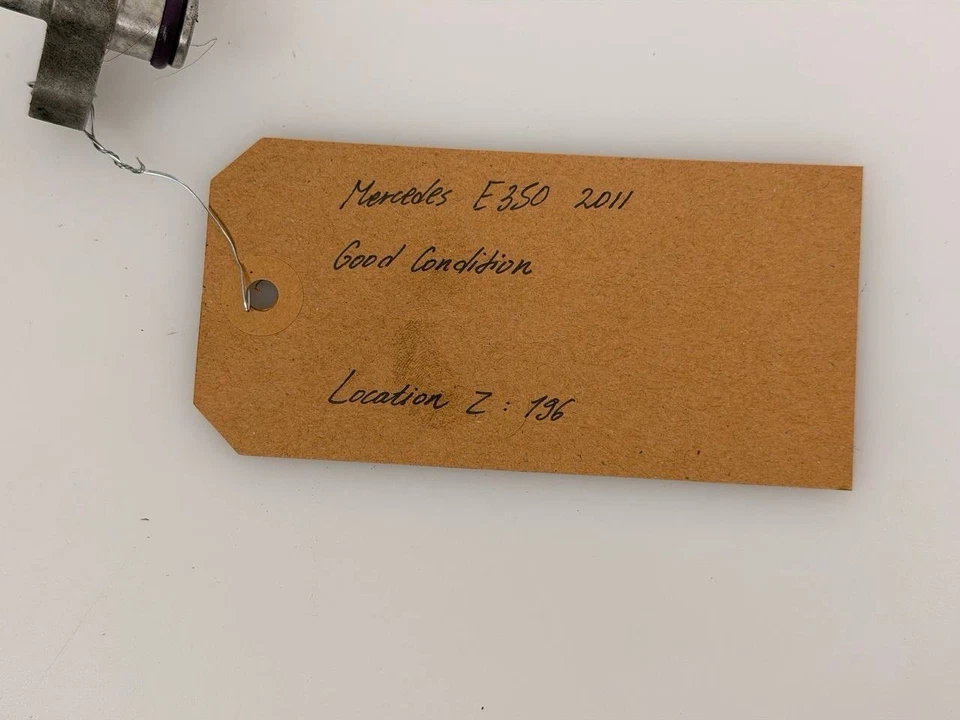 Mercedes E350 2011
Good Condition
Location Z : 196